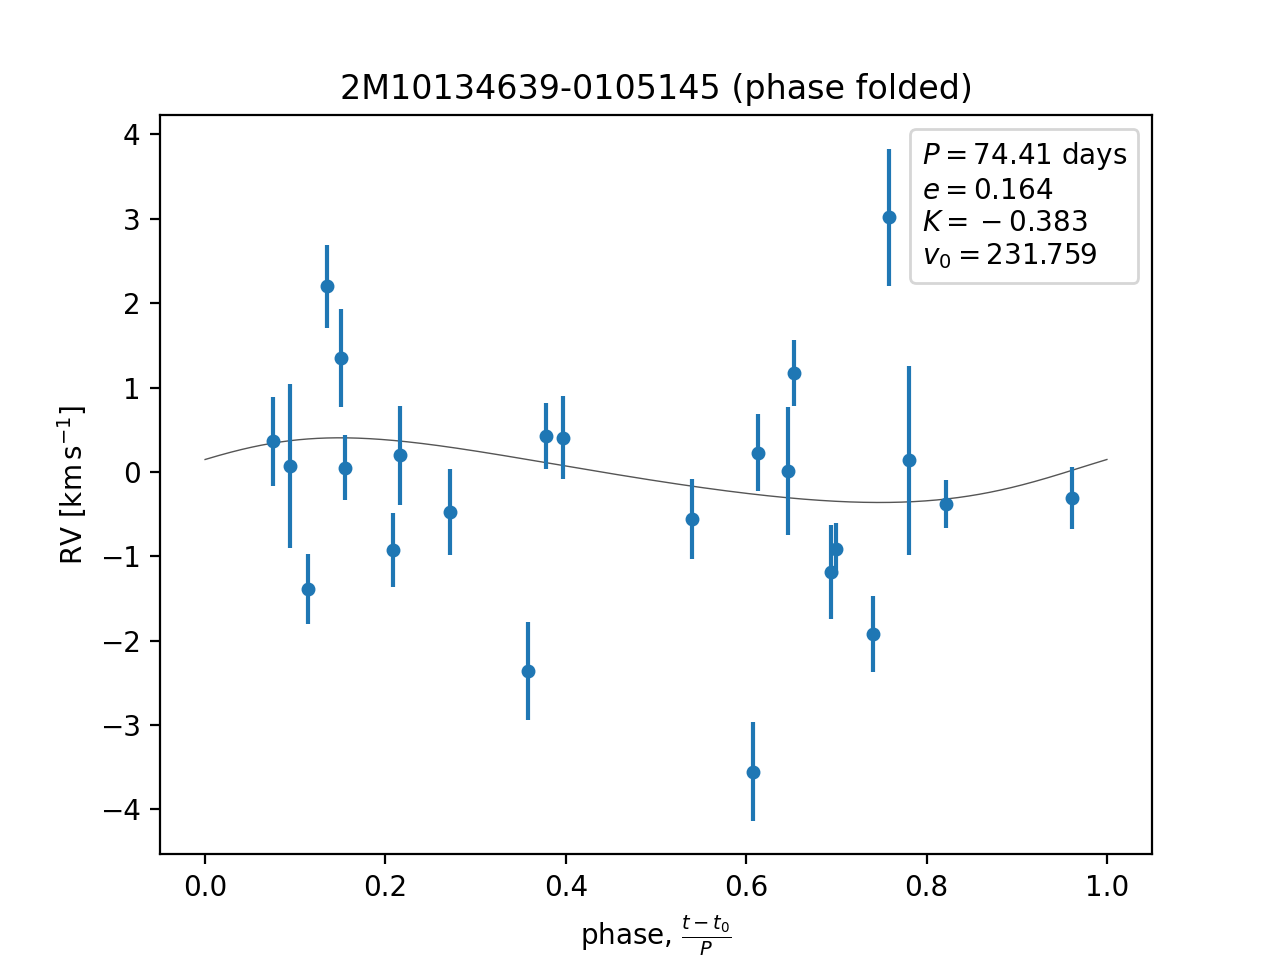 2M10134639-0105145 (phase folded)
P = 74.41 days
e = 0.164
K = −0.383
v₀ = 231.759
RV [km s⁻¹]
4
3
2
1
0
−1
−2
−3
−4
0.0 0.2 0.4 0.6 0.8 1.0
phase, (t − t₀)/P